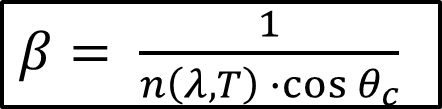 β = 1 / n(λ,T) ·cos θ_c